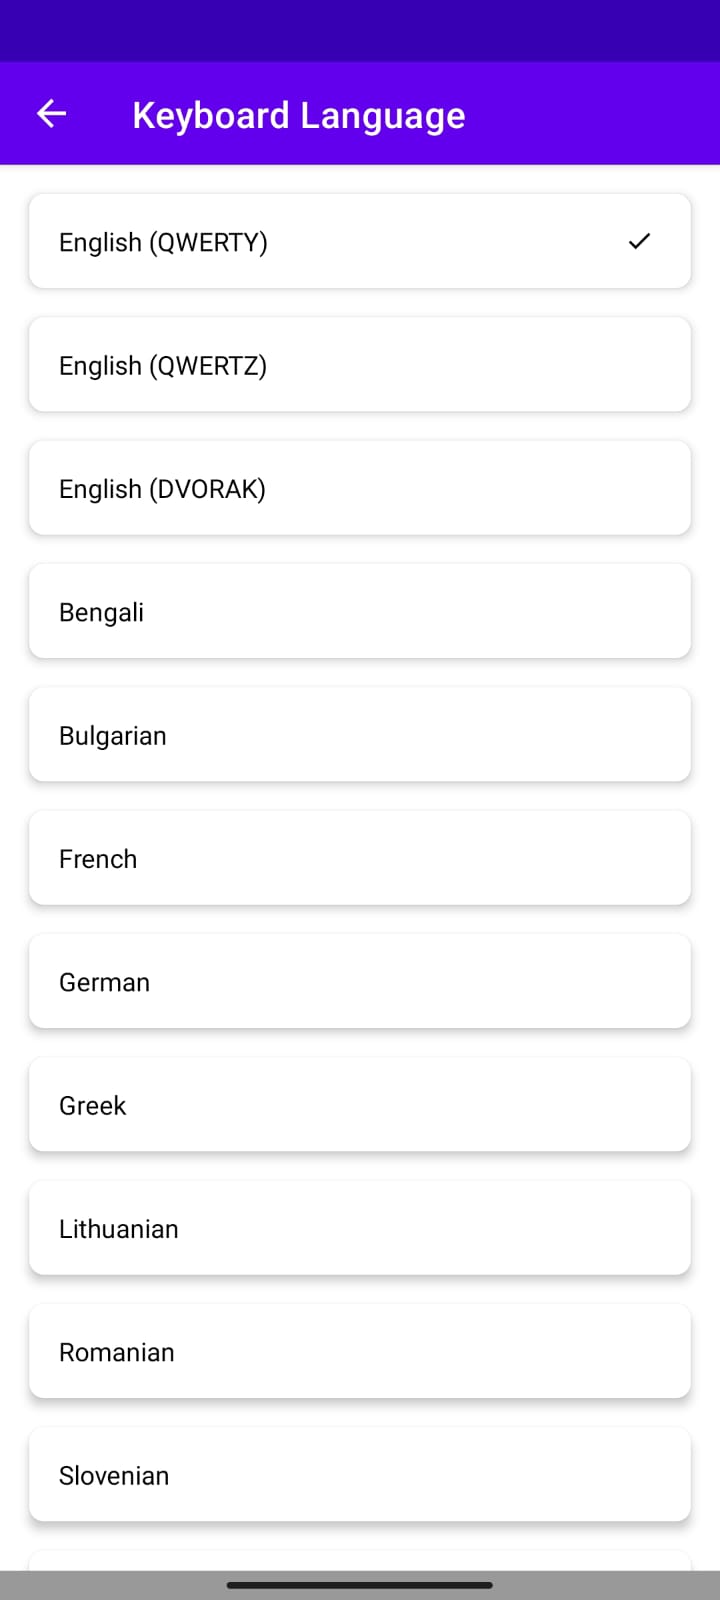 Keyboard Language
English (QWERTY)
English (QWERTZ)
English (DVORAK)
Bengali
Bulgarian
French
German
Greek
Lithuanian
Romanian
Slovenian